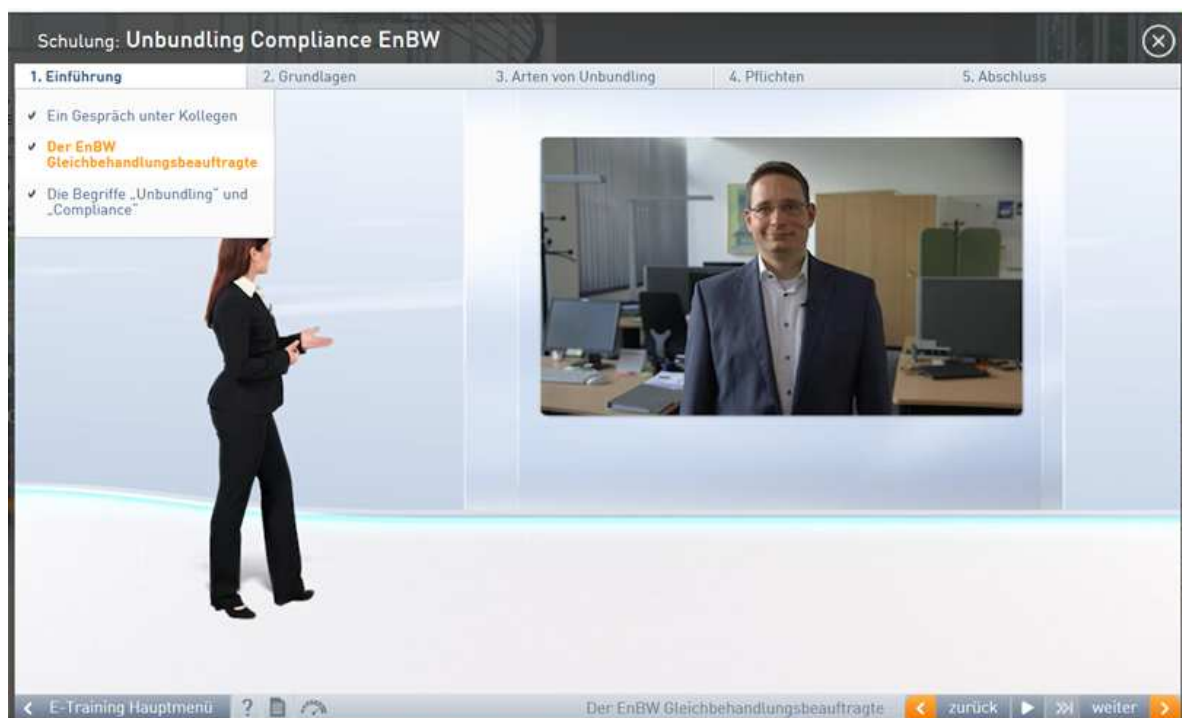 Schulung: Unbundling Compliance EnBW
1. Einführung
2. Grundlagen
3. Arten von Unbundling
4. Pflichten
5. Abschluss
Ein Gespräch unter Kollegen
Der EnBW
Gleichbehandlungsbeauftragte
Die Begriffe „Unbundling" und
„Compliance"
E-Training Hauptmenü
?
Der EnBW Gleichbehandlungsbeauftragte
zurück
weiter